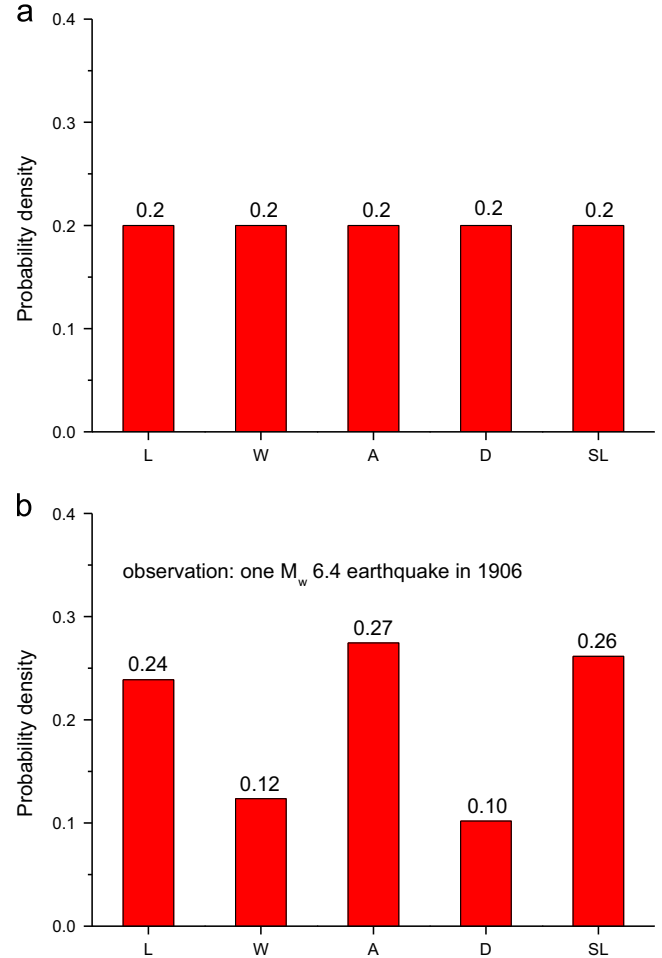 a
0.4
0.3
0.2
0.1
0.0
Probability density
0.2 0.2 0.2 0.2 0.2
L W A D SL
b
0.4
0.3
0.2
0.1
0.0
Probability density
observation: one Mw 6.4 earthquake in 1906
0.24 0.12 0.27 0.10 0.26
L W A D SL